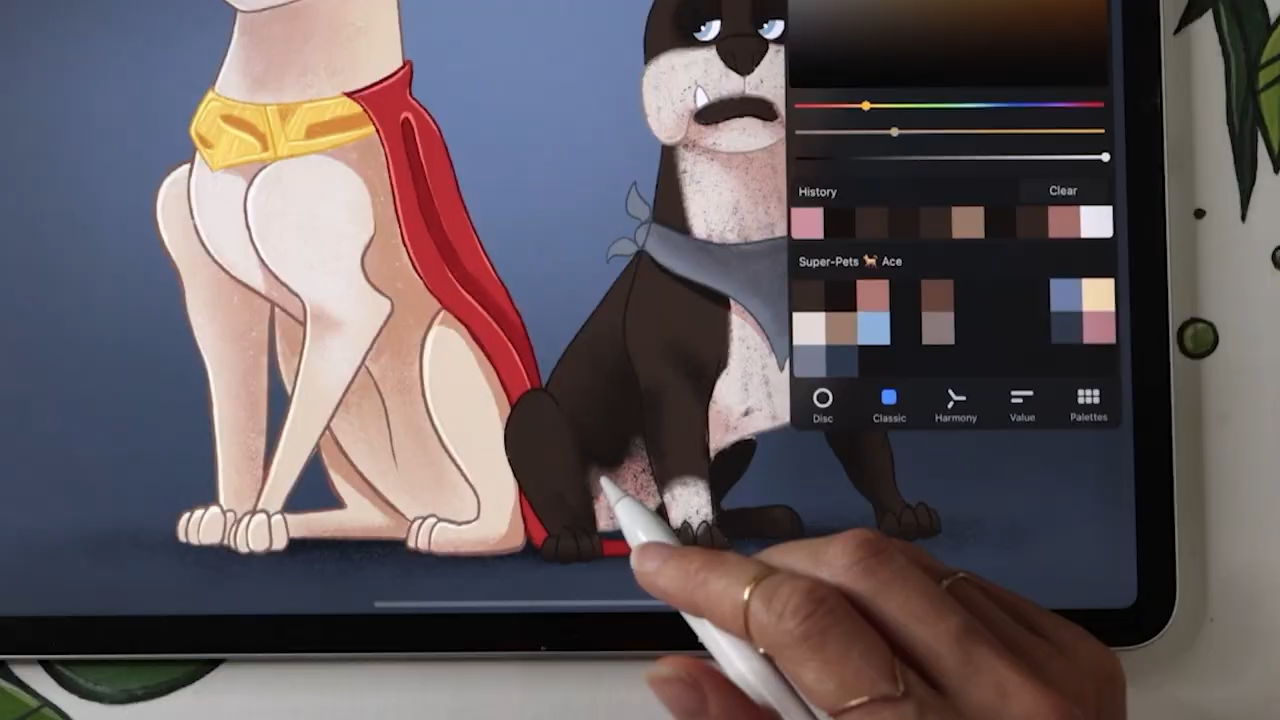 History
Clear
Super-Pets 🐕 Ace
Disc
Classic
Harmony
Value
Palettes